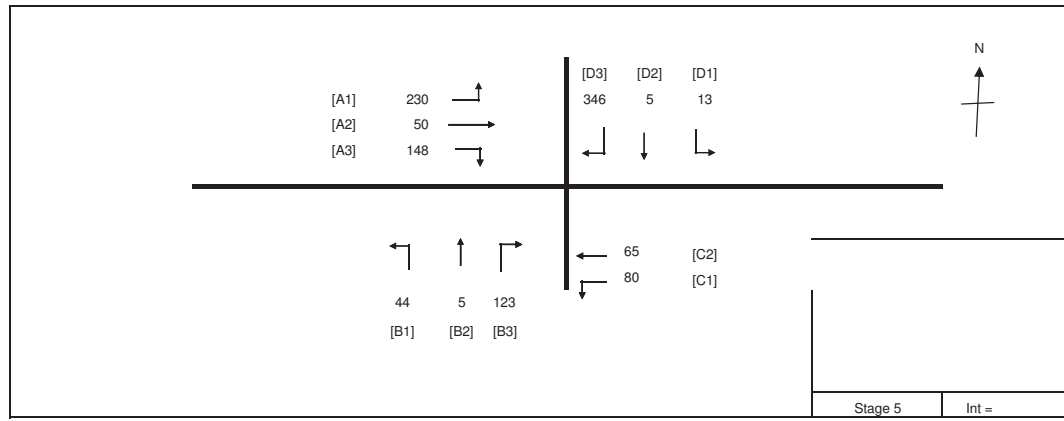 N
[D3] [D2] [D1]
346 5 13
[A1] 230
[A2] 50
[A3] 148
65 [C2]
80 [C1]
44 5 123
[B1] [B2] [B3]
Stage 5 Int =